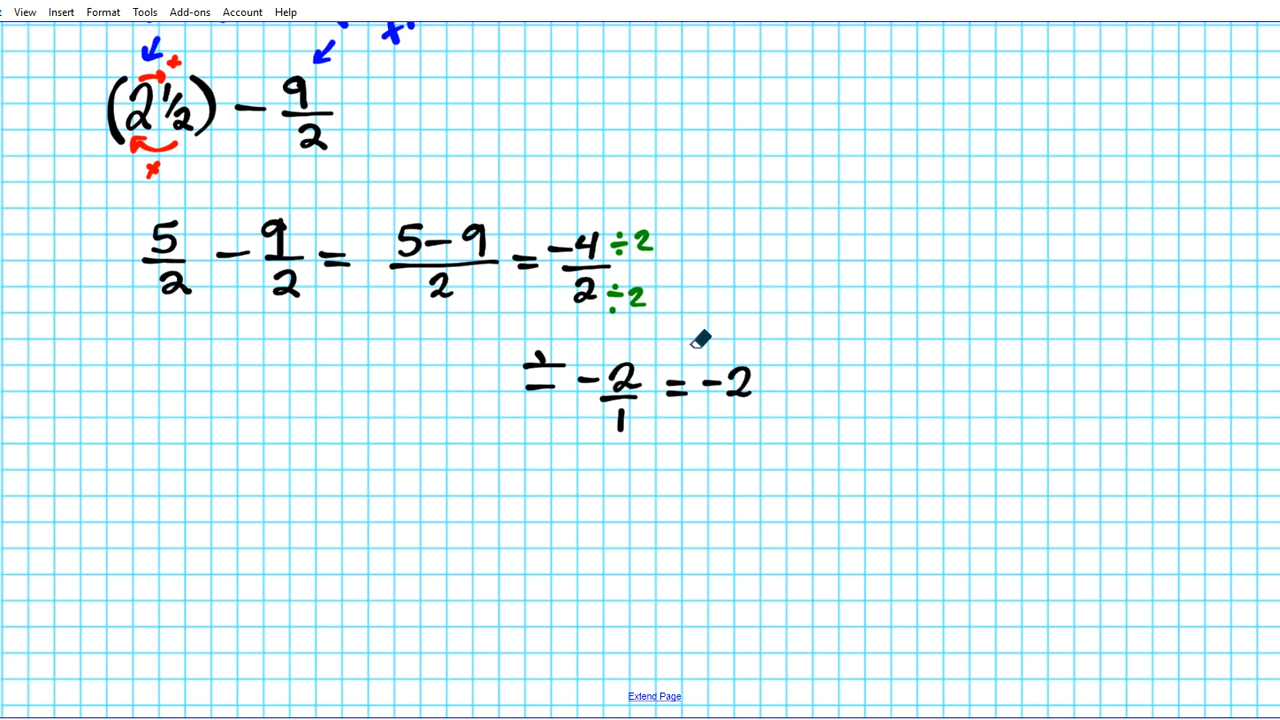 View Insert Format Tools Add-ons Account Help
+
(2 1/2) - 9/2
×
5/2 - 9/2 = (5-9)/2 = -4/2 ÷2 ÷2
= -2/1 = -2
Extend Page